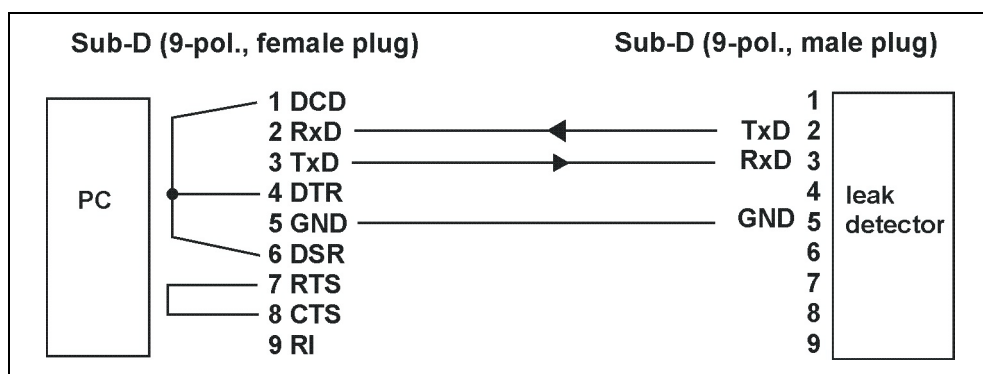 Sub-D (9-pol., female plug)
Sub-D (9-pol., male plug)
PC
1 DCD
2 RxD
3 TxD
4 DTR
5 GND
6 DSR
7 RTS
8 CTS
9 RI
1
TxD 2
RxD 3
4
GND 5
6
7
8
9
leak
detector